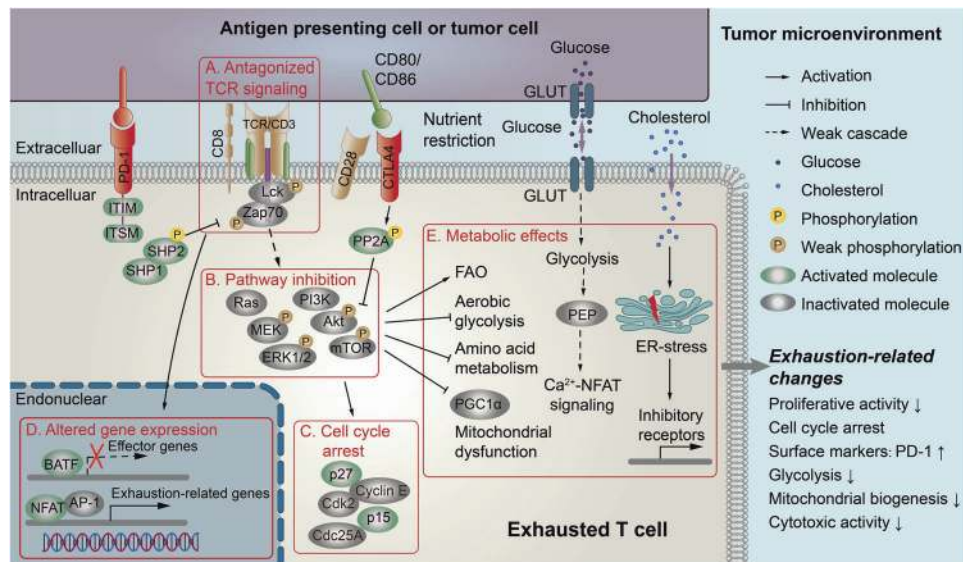 Antigen presenting cell or tumor cell
CD80/
CD86
Glucose
GLUT
A. Antagonized
TCR signaling
CD8
TCR/CD3
Lck
P
Zap70
P
Extracelluar
Intracelluar
PD-1
ITIM
ITSM
P
SHP2
SHP1
CD28
CTLA4
PP2A
P
Nutrient
restriction
Glucose
GLUT
Cholesterol
B. Pathway inhibition
Ras
PI3K
MEK
P
Akt
P
ERK1/2
P
mTOR
P
E. Metabolic effects
FAO
Aerobic
glycolysis
Amino acid
metabolism
PGC1α
Mitochondrial
dysfunction
Glycolysis
PEP
Ca2+-NFAT
signaling
ER-stress
Inhibitory
receptors
Endonuclear
D. Altered gene expression
Effector genes
BATF
NFAT
AP-1
Exhaustion-related genes
C. Cell cycle
arrest
p27
Cyclin E
Cdk2
p15
Cdc25A
Exhausted T cell
Tumor microenvironment
Activation
Inhibition
Weak cascade
Glucose
Cholesterol
P Phosphorylation
P Weak phosphorylation
Activated molecule
Inactivated molecule
Exhaustion-related
changes
Proliferative activity ↓
Cell cycle arrest
Surface markers: PD-1 ↑
Glycolysis ↓
Mitochondrial biogenesis ↓
Cytotoxic activity ↓